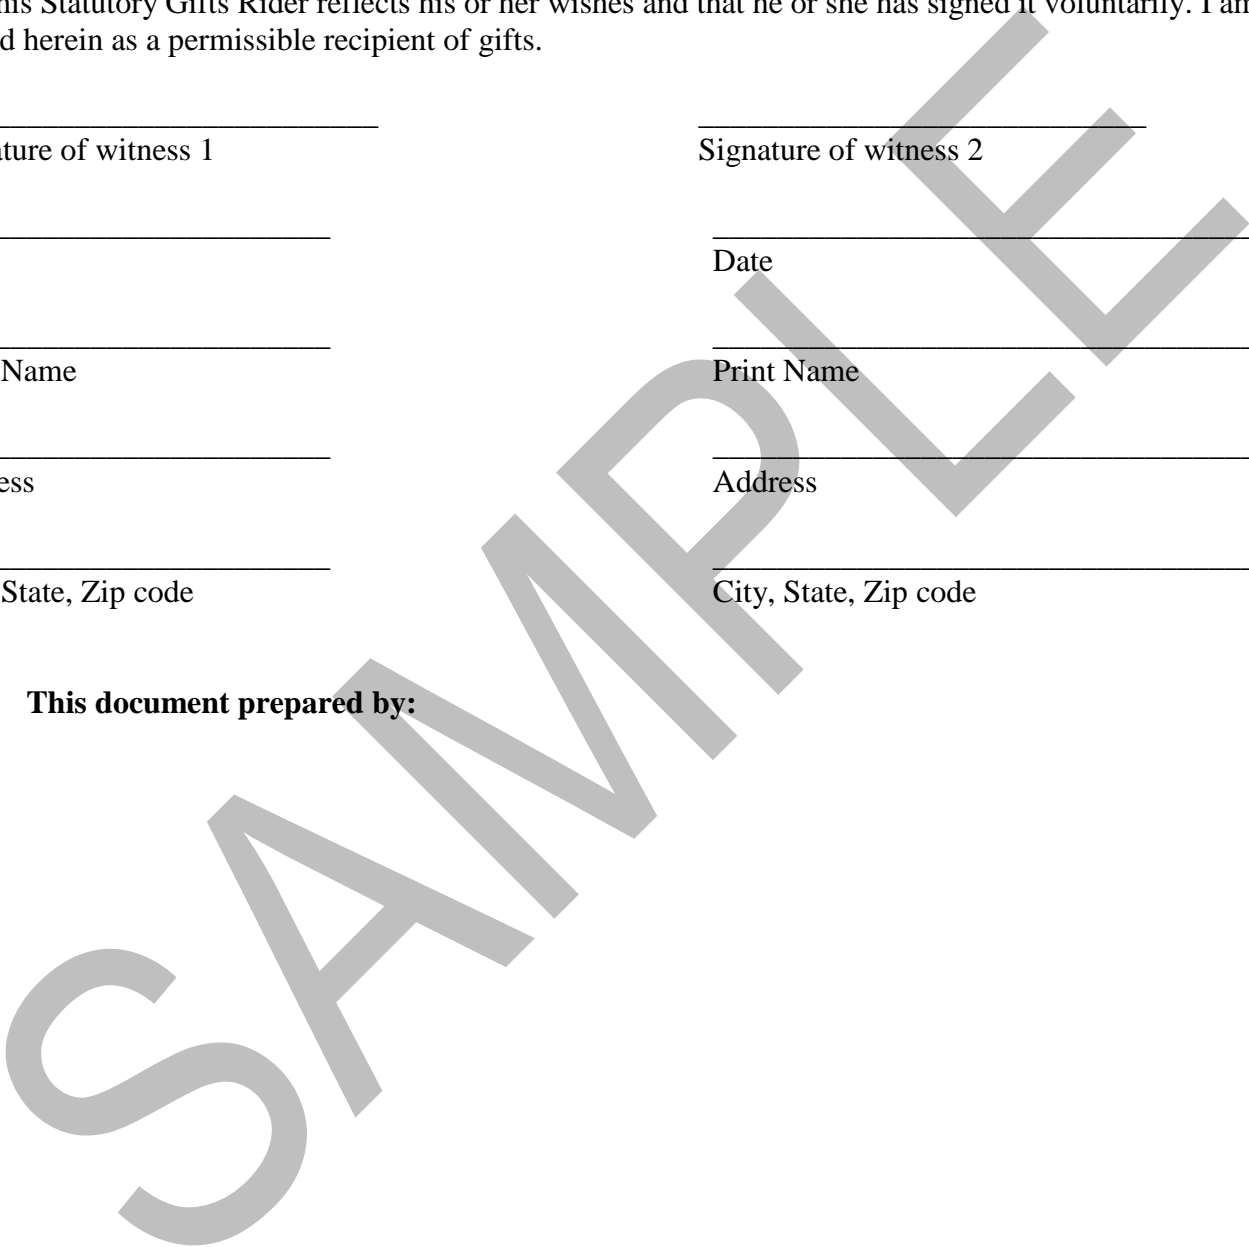 his Statutory Gifts Rider reflects his or her wishes and that he or she has signed it voluntarily. I am
d herein as a permissible recipient of gifts.
ture of witness 1
Signature of witness 2
Date
Name
Print Name
ess
Address
State, Zip code
City, State, Zip code
This document prepared by:
SAMPLE